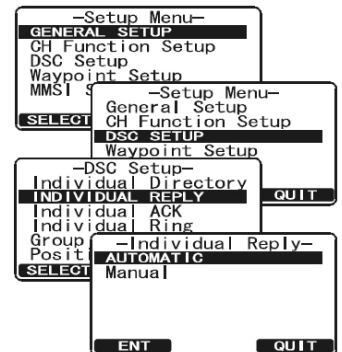 —Setup Menu—
GENERAL SETUP
CH Function Setup
DSC Setup
Waypoint Setup
MMSI
SELECT
—Setup Menu—
General Setup
CH Function Setup
DSC SETUP
Waypoint Setup
QUIT
—DSC Setup—
Individual Directory
INDIVIDUAL REPLY
Individual ACK
Individual Ring
Group
SELECT
—Individual Reply—
AUTOMATIC
Manual
ENT QUIT